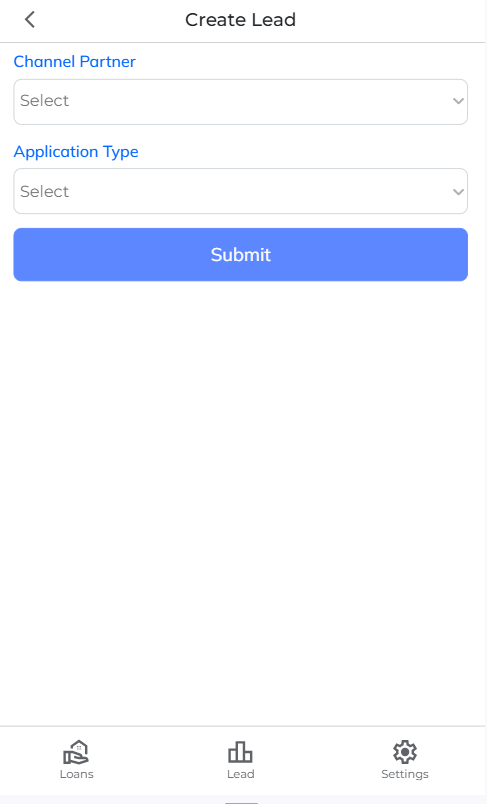 Create Lead
Channel Partner
Select
Application Type
Select
Submit
Loans
Lead
Settings